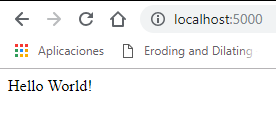 localhost:5000
Aplicaciones
Eroding and Dilating
Hello World!